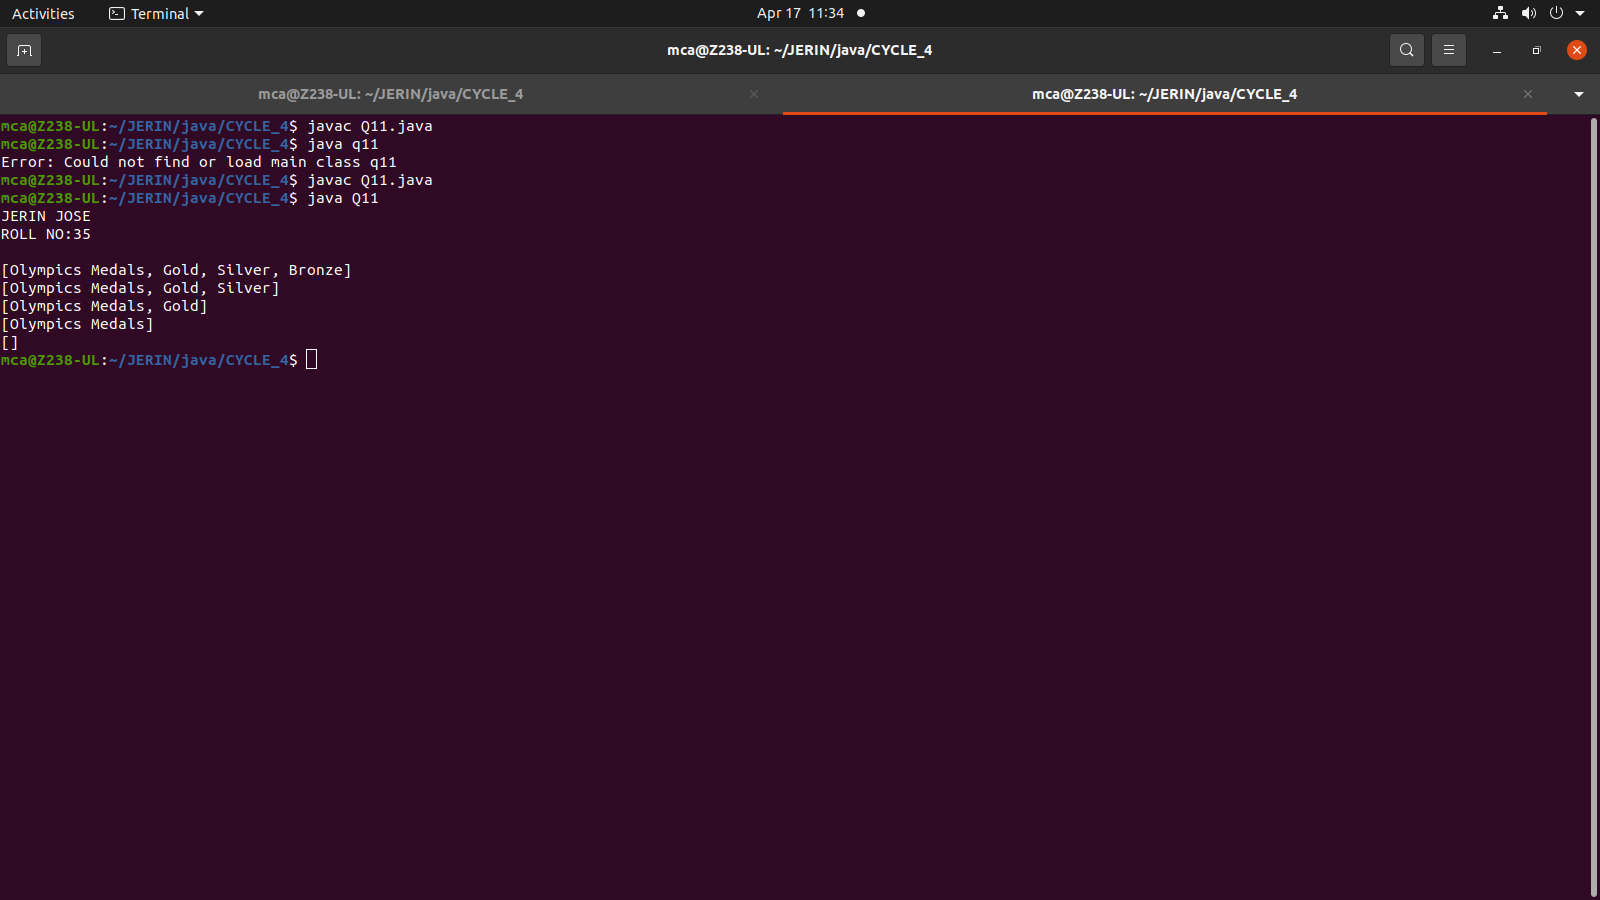 Activities Terminal Apr 17 11:34
mca@Z238-UL: ~/JERIN/java/CYCLE_4
mca@Z238-UL: ~/JERIN/java/CYCLE_4 mca@Z238-UL: ~/JERIN/java/CYCLE_4
mca@Z238-UL:~/JERIN/java/CYCLE_4$ javac Q11.java
mca@Z238-UL:~/JERIN/java/CYCLE_4$ java q11
Error: Could not find or load main class q11
mca@Z238-UL:~/JERIN/java/CYCLE_4$ javac Q11.java
mca@Z238-UL:~/JERIN/java/CYCLE_4$ java Q11
JERIN JOSE
ROLL NO:35
[Olympics Medals, Gold, Silver, Bronze]
[Olympics Medals, Gold, Silver]
[Olympics Medals, Gold]
[Olympics Medals]
[]
mca@Z238-UL:~/JERIN/java/CYCLE_4$